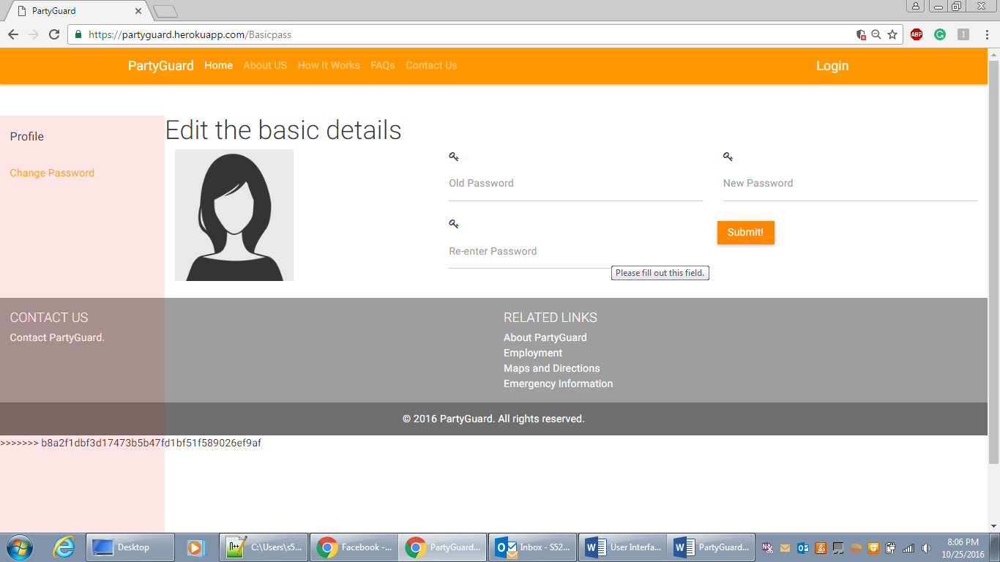 PartyGuard
https://partyguard.herokuapp.com/Basicpass
ABP
PartyGuard Home About US How It Works FAQs Contact Us Login
Profile
Change Password
Edit the basic details
Old Password
New Password
Re-enter Password
Submit!
Please fill out this field.
CONTACT US
Contact PartyGuard.
RELATED LINKS
About PartyGuard
Employment
Maps and Directions
Emergency Information
© 2016 PartyGuard. All rights reserved.
>>>>>>> b8a2f1dbf3d17473b5b47fd1bf51f589026ef9af
Desktop
C:\Users\s5...
Facebook -...
PartyGuard...
Inbox - S52...
User Interfa...
PartyGuard...
8:06 PM
10/25/2016